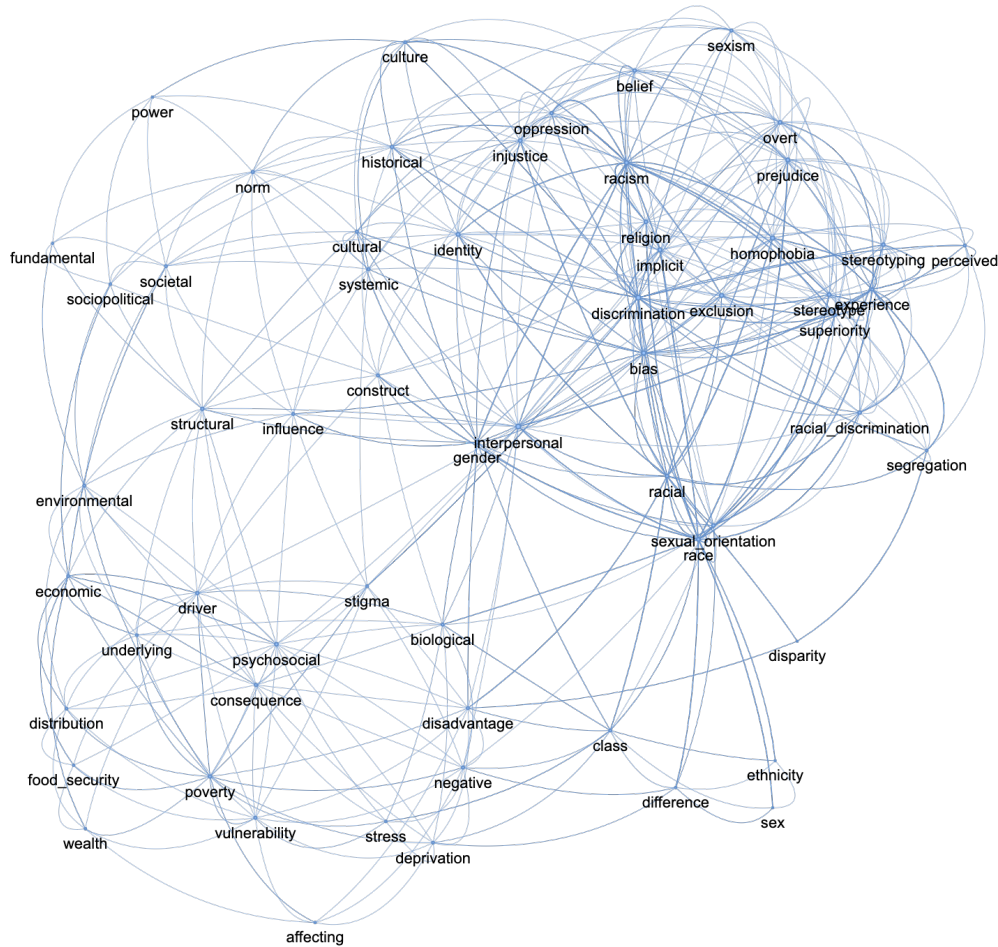 sexism
culture
belief
power
oppression
overt
injustice
historical
racism
prejudice
norm
religion
cultural
identity
homophobia
fundamental
implicit
stereotyping
perceived
societal
systemic
sociopolitical
experience
discrimination
exclusion
stereotype
superiority
bias
construct
structural
influence
racial_discrimination
interpersonal
gender
segregation
racial
environmental
sexual_orientation
race
economic
stigma
driver
biological
underlying
psychosocial
disparity
consequence
distribution
disadvantage
class
food_security
ethnicity
negative
poverty
difference
sex
vulnerability
stress
wealth
deprivation
affecting